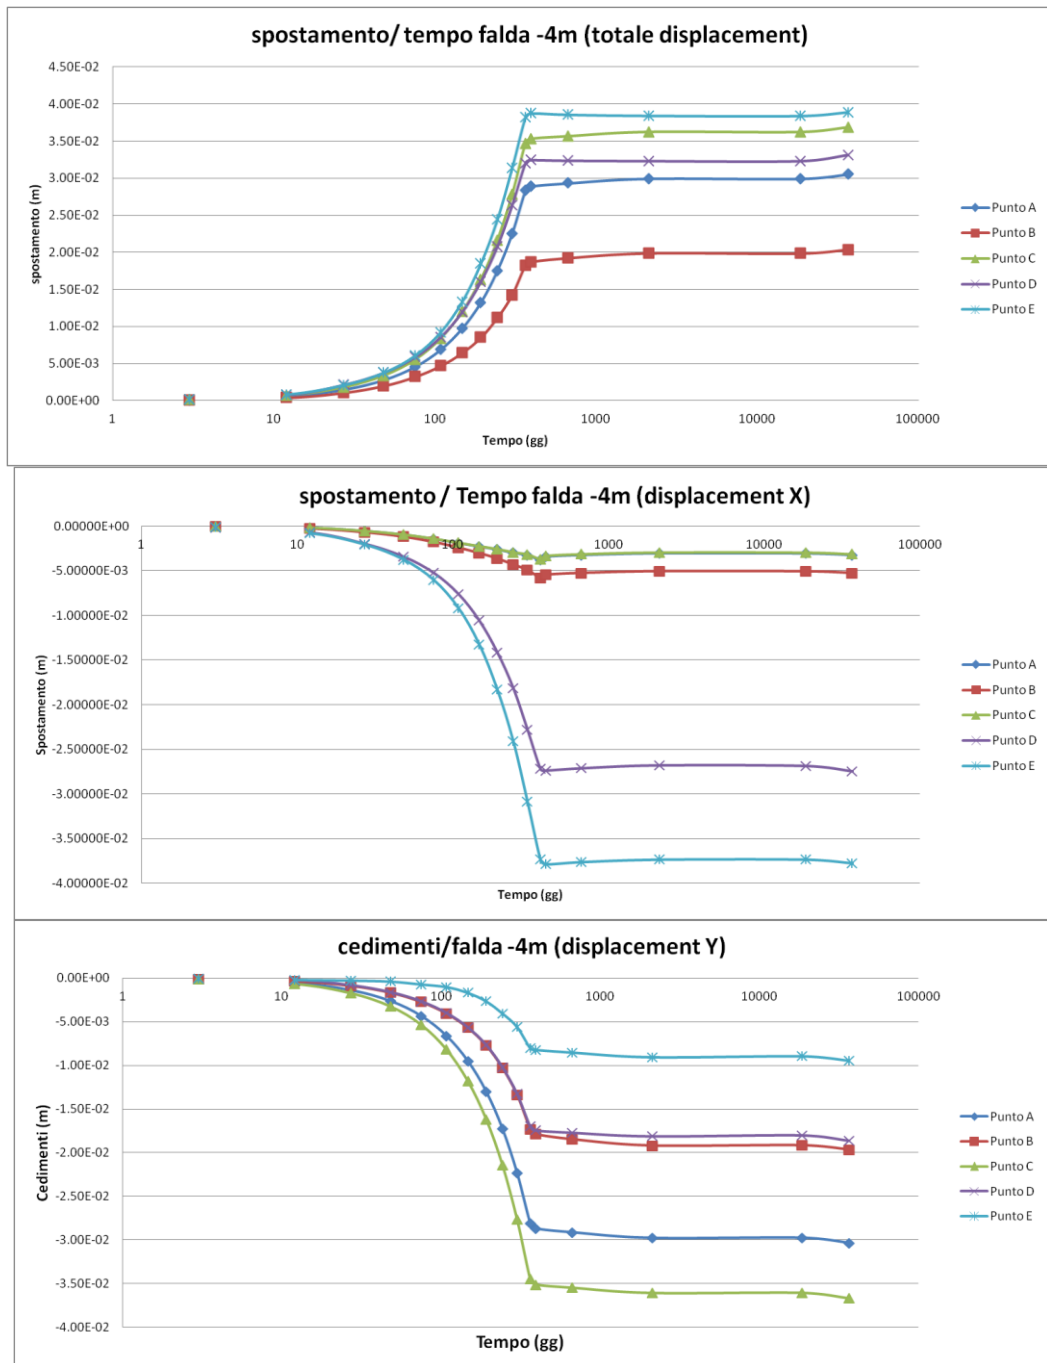 spostamento/ tempo falda -4m (totale displacement)
4.50E-02
4.00E-02
3.50E-02
3.00E-02
2.50E-02
2.00E-02
1.50E-02
1.00E-02
5.00E-03
0.00E+00
spostamento (m)
1 10 100 1000 10000 100000
Tempo (gg)
Punto A
Punto B
Punto C
Punto D
Punto E
spostamento / Tempo falda -4m (displacement X)
0.00000E+00
1 10 100 1000 10000 100000
-5.00000E-03
-1.00000E-02
-1.50000E-02
-2.00000E-02
-2.50000E-02
-3.00000E-02
-3.50000E-02
-4.00000E-02
Spostamento (m)
Tempo (gg)
Punto A
Punto B
Punto C
Punto D
Punto E
cedimenti/falda -4m (displacement Y)
0.00E+00
1 10 100 1000 10000 100000
-5.00E-03
-1.00E-02
-1.50E-02
-2.00E-02
-2.50E-02
-3.00E-02
-3.50E-02
-4.00E-02
Cedimenti (m)
Tempo (gg)
Punto A
Punto B
Punto C
Punto D
Punto E